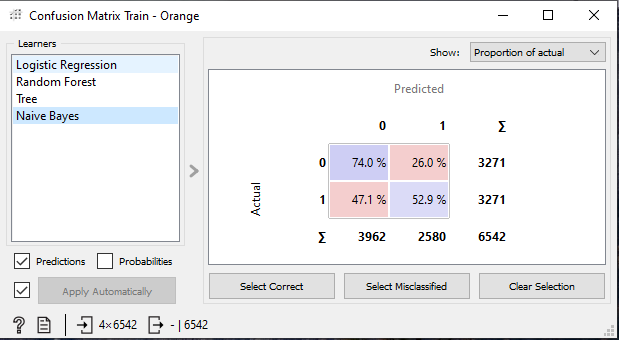 Confusion Matrix Train - Orange
Learners
Logistic Regression
Random Forest
Tree
Naive Bayes
Predictions
Probabilities
Apply Automatically
Show: Proportion of actual
Predicted
0 1 Σ
Actual
0 74.0 % 26.0 % 3271
1 47.1 % 52.9 % 3271
Σ 3962 2580 6542
Select Correct Select Misclassified Clear Selection
? 4×6542 - | 6542